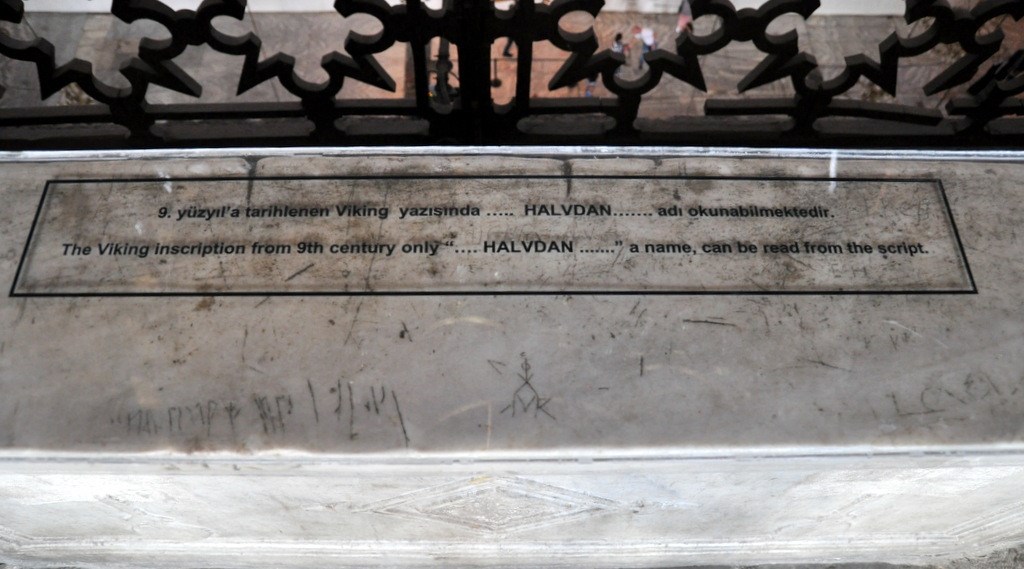 9. yüzyıl'a tarihlenen Viking yazısında ..... HALVDAN....... adı okunabilmektedir.
The Viking inscription from 9th century only “.... HALVDAN .......” a name, can be read from the script.